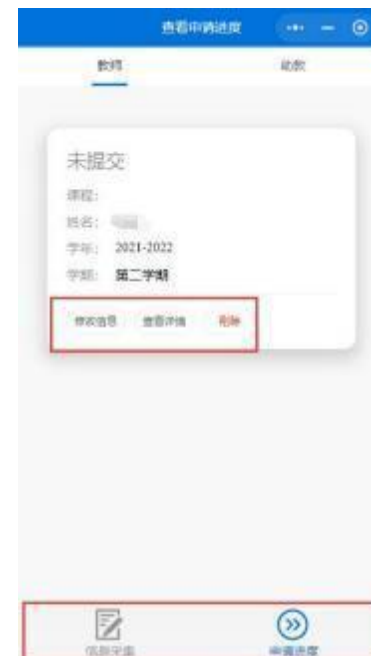 查看申请进度
教师 助教
未提交
课程:
姓名:
学年: 2021-2022
学期: 第二学期
修改信息 查看详情 删除
信息采集 申请进度